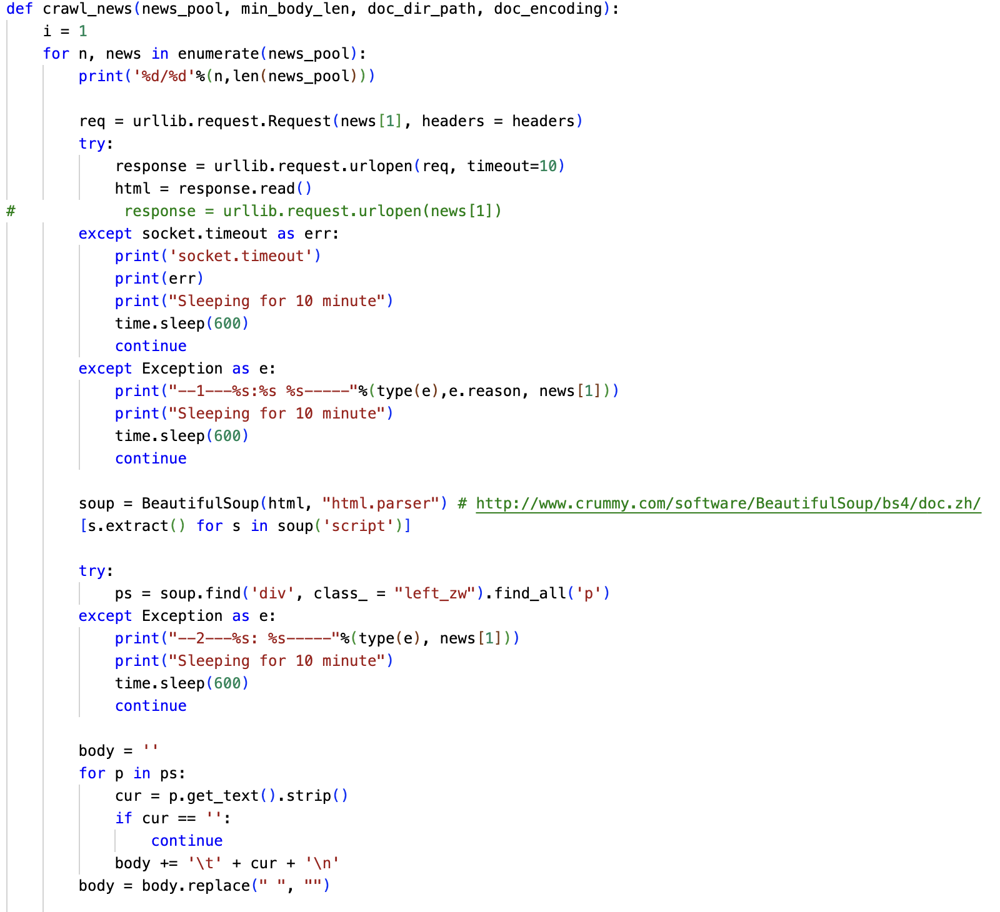 def crawl_news(news_pool, min_body_len, doc_dir_path, doc_encoding):
    i = 1
    for n, news in enumerate(news_pool):
        print('%d/%d'%(n,len(news_pool)))

        req = urllib.request.Request(news[1], headers = headers)
        try:
            response = urllib.request.urlopen(req, timeout=10)
            html = response.read()
#            response = urllib.request.urlopen(news[1])
        except socket.timeout as err:
            print('socket.timeout')
            print(err)
            print("Sleeping for 10 minute")
            time.sleep(600)
            continue
        except Exception as e:
            print("--1---%s:%s %s-----"%(type(e),e.reason, news[1]))
            print("Sleeping for 10 minute")
            time.sleep(600)
            continue

        soup = BeautifulSoup(html, "html.parser") # http://www.crummy.com/software/BeautifulSoup/bs4/doc.zh/
        [s.extract() for s in soup('script')]

        try:
            ps = soup.find('div', class_ = "left_zw").find_all('p')
        except Exception as e:
            print("--2---%s: %s-----"%(type(e), news[1]))
            print("Sleeping for 10 minute")
            time.sleep(600)
            continue

        body = ''
        for p in ps:
            cur = p.get_text().strip()
            if cur == '':
                continue
            body += '\t' + cur + '\n'
        body = body.replace(" ", "")